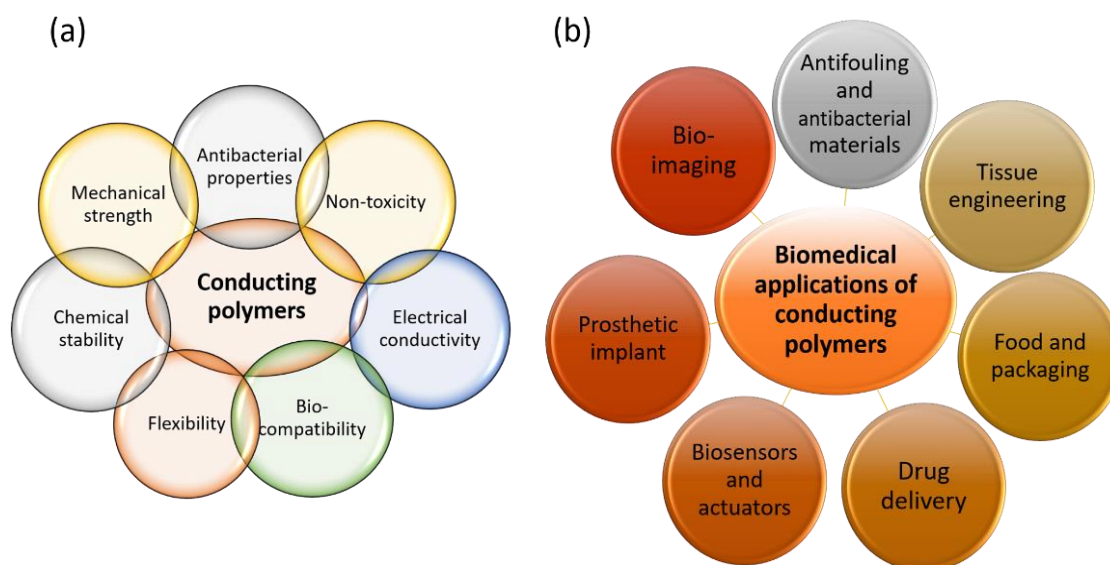 (a)
Antibacterial
properties
Mechanical
strength
Non-toxicity
Conducting
polymers
Chemical
stability
Electrical
conductivity
Flexibility
Bio-
compatibility
(b)
Antifouling
and
antibacterial
materials
Bio-
imaging
Tissue
engineering
Biomedical
applications of
conducting
polymers
Prosthetic
implant
Food and
packaging
Biosensors
and
actuators
Drug
delivery